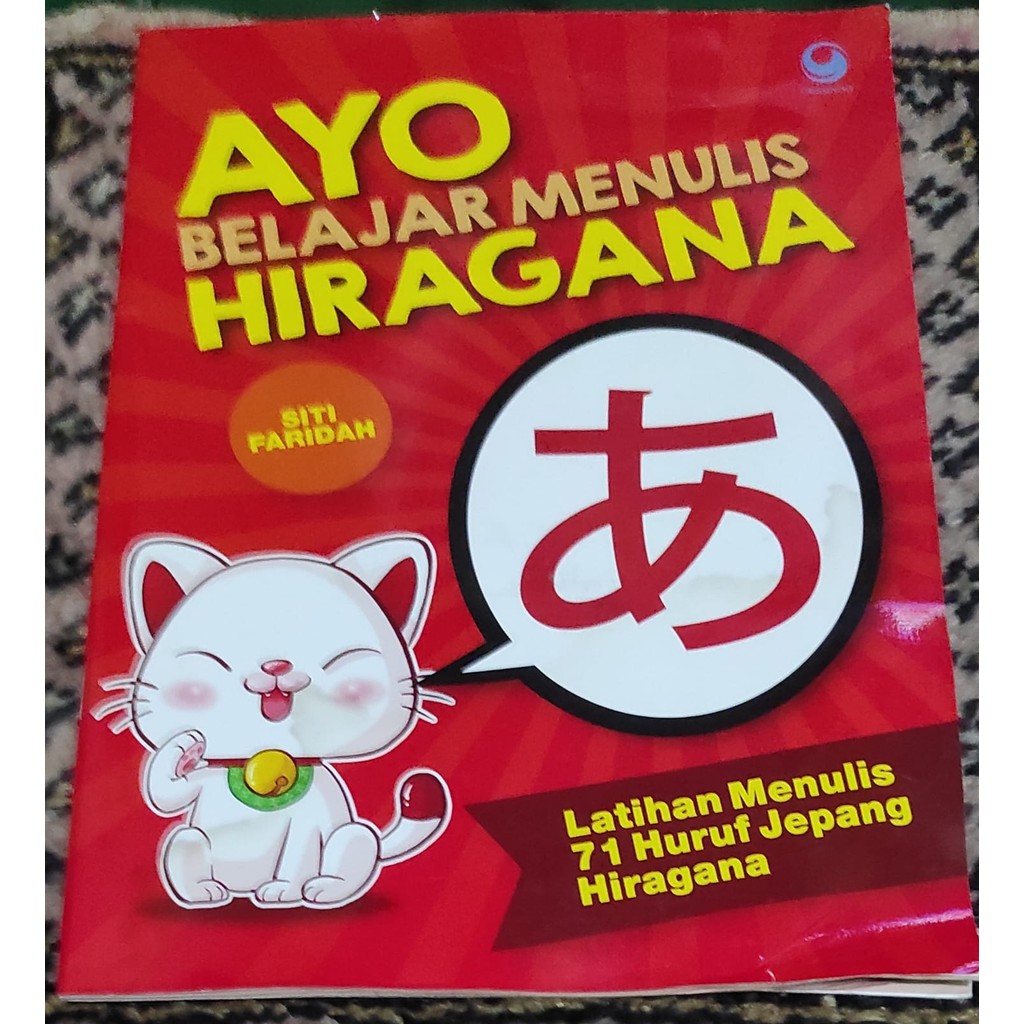 AYO
BELAJAR MENULIS
HIRAGANA
SITI
FARIDAH
あ
Latihan Menulis
71 Huruf Jepang
Hiragana